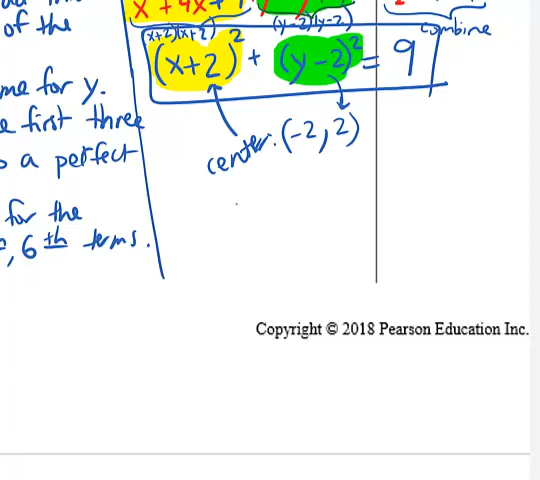 of the
x + 4x +
(x+2)(x+2) (y-2)(y-2)
combine
(x+2)² + (y-2)² = 9
me for y.
first three
center: (-2, 2)
a perfect
for the
, 6th terms.
Copyright © 2018 Pearson Education Inc.